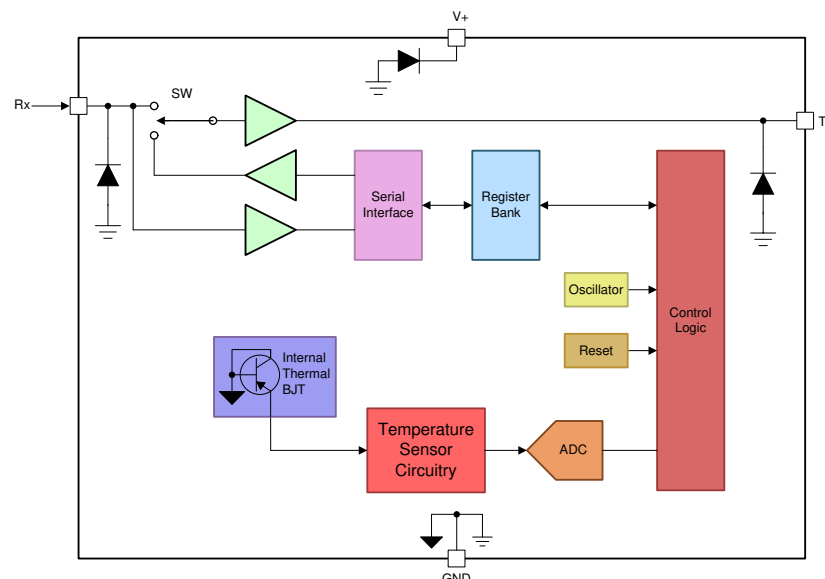 V+
SW
Rx
T
Serial
Interface
Register
Bank
Oscillator
Control
Logic
Reset
Internal
Thermal
BJT
Temperature
Sensor
Circuitry
ADC
GND